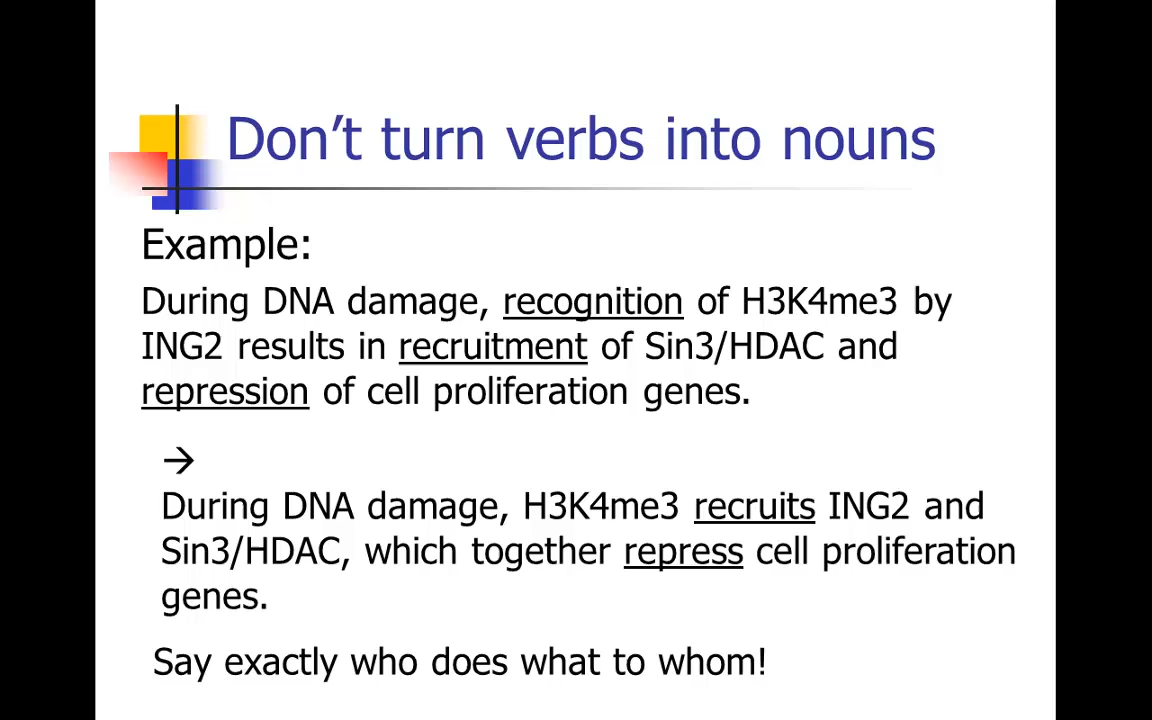 Don’t turn verbs into nouns
Example:
During DNA damage, recognition of H3K4me3 by
ING2 results in recruitment of Sin3/HDAC and
repression of cell proliferation genes.
→
During DNA damage, H3K4me3 recruits ING2 and
Sin3/HDAC, which together repress cell proliferation
genes.
Say exactly who does what to whom!